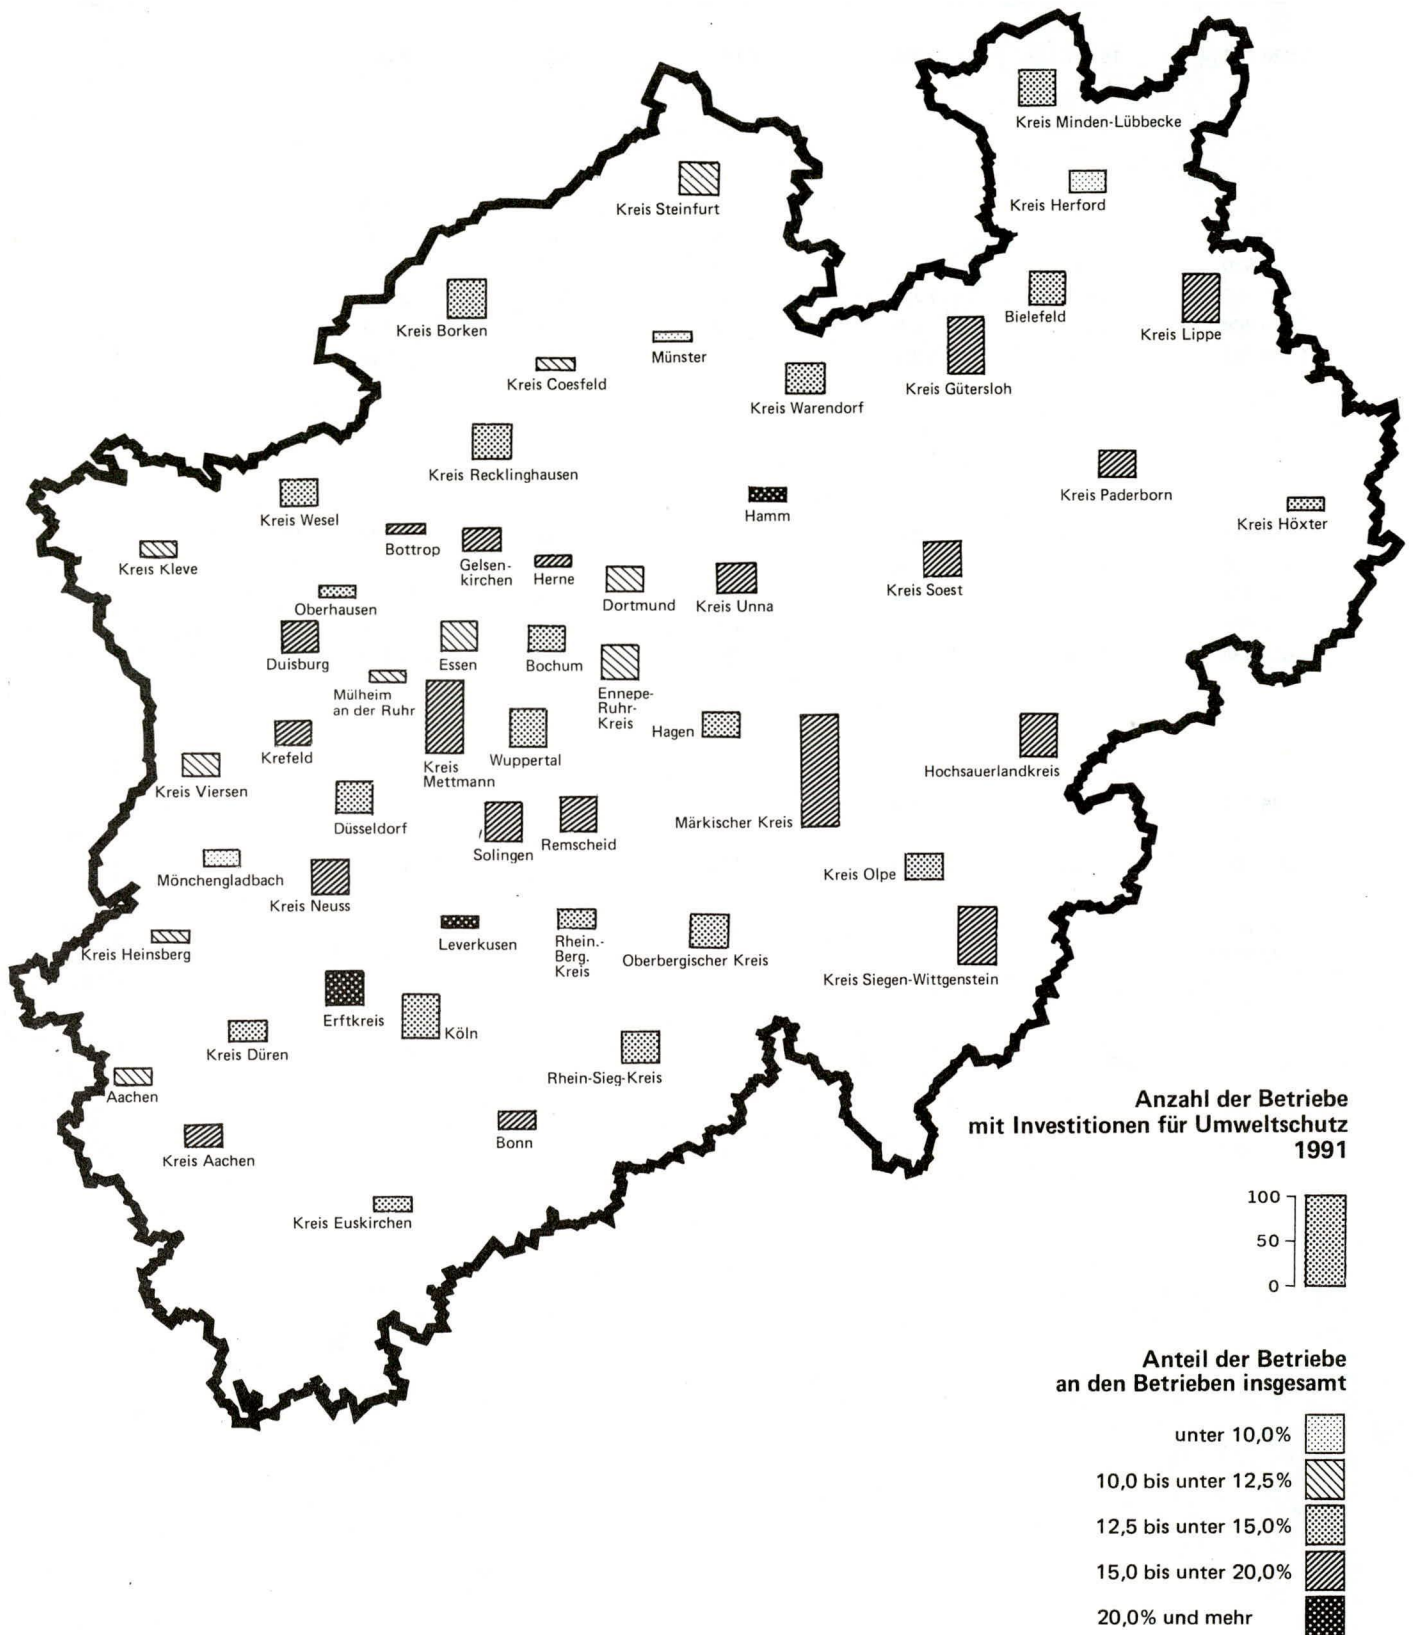 Kreis Minden-Lübbecke
Kreis Herford
Kreis Steinfurt
Bielefeld
Kreis Lippe
Kreis Borken
Münster
Kreis Coesfeld
Kreis Gütersloh
Kreis Warendorf
Kreis Recklinghausen
Kreis Paderborn
Kreis Wesel
Hamm
Kreis Höxter
Bottrop
Gelsen-
kirchen
Herne
Kreis Kleve
Dortmund
Kreis Unna
Kreis Soest
Oberhausen
Duisburg
Essen
Bochum
Mülheim
an der Ruhr
Ennepe-
Ruhr-
Kreis
Hagen
Krefeld
Kreis
Mettmann
Wuppertal
Hochsauerlandkreis
Kreis Viersen
Düsseldorf
Märkischer Kreis
Solingen
Remscheid
Kreis Olpe
Mönchengladbach
Kreis Neuss
Leverkusen
Rhein.-
Berg.
Kreis
Oberbergischer Kreis
Kreis Heinsberg
Kreis Siegen-Wittgenstein
Erftkreis
Köln
Kreis Düren
Rhein-Sieg-Kreis
Aachen
Bonn
Kreis Aachen
Kreis Euskirchen
Anzahl der Betriebe
mit Investitionen für Umweltschutz
1991
100
50
0
Anteil der Betriebe
an den Betrieben insgesamt
unter 10,0%
10,0 bis unter 12,5%
12,5 bis unter 15,0%
15,0 bis unter 20,0%
20,0% und mehr